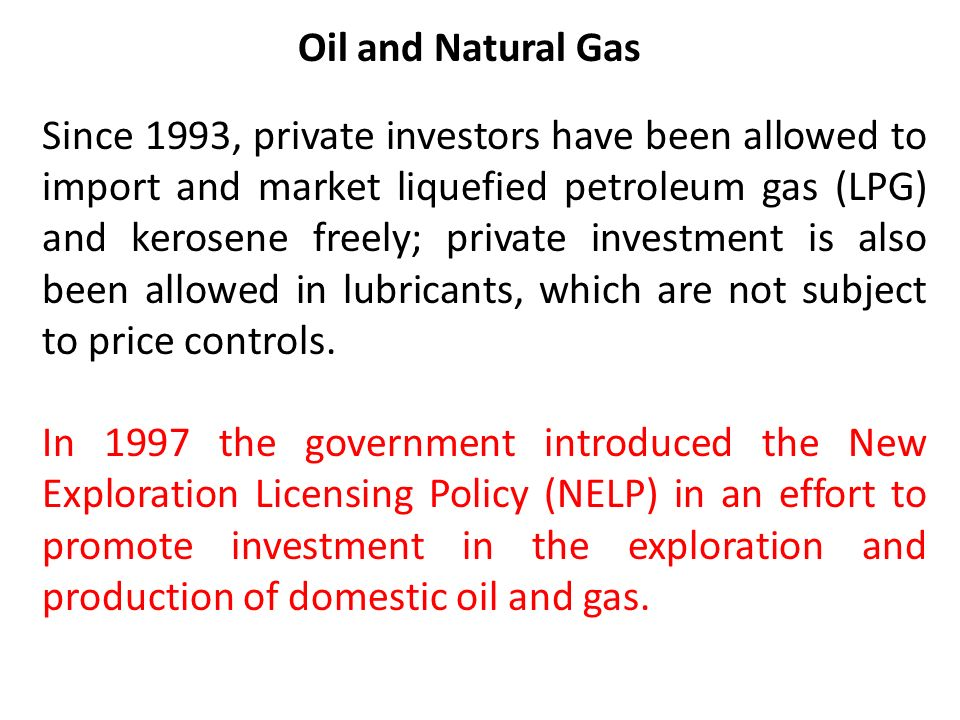 Oil and Natural Gas
Since 1993, private investors have been allowed to
import and market liquefied petroleum gas (LPG)
and kerosene freely; private investment is also
been allowed in lubricants, which are not subject
to price controls.
In 1997 the government introduced the New
Exploration Licensing Policy (NELP) in an effort to
promote investment in the exploration and
production of domestic oil and gas.